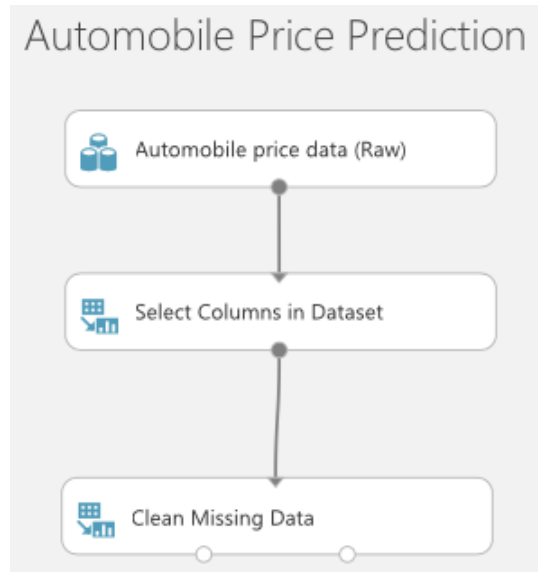 Automobile Price Prediction
Automobile price data (Raw)
Select Columns in Dataset
Clean Missing Data